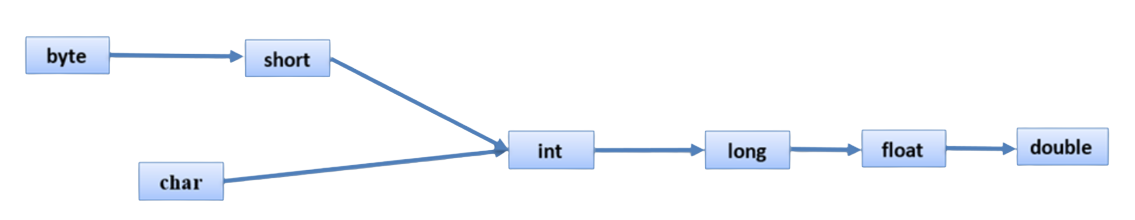 byte
short
char
int
long
float
double